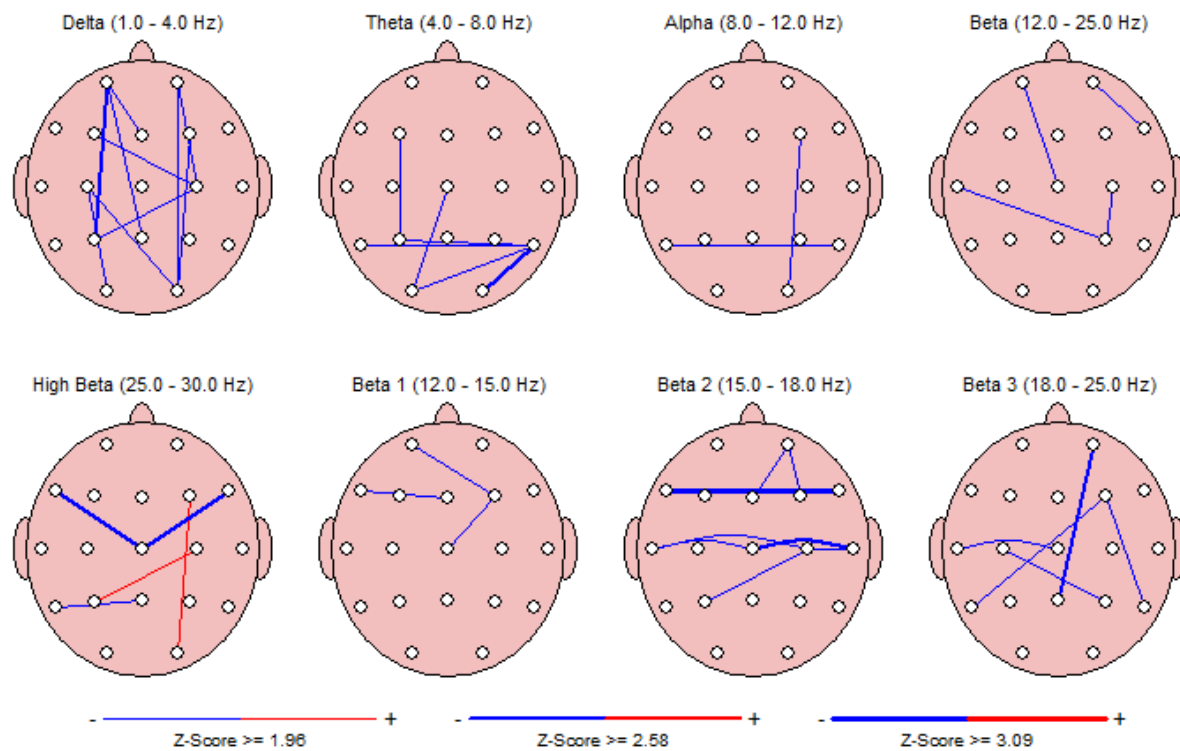 Delta (1.0 - 4.0 Hz) Theta (4.0 - 8.0 Hz) Alpha (8.0 - 12.0 Hz) Beta (12.0 - 25.0 Hz)
High Beta (25.0 - 30.0 Hz) Beta 1 (12.0 - 15.0 Hz) Beta 2 (15.0 - 18.0 Hz) Beta 3 (18.0 - 25.0 Hz)
- + - + - +
Z-Score >= 1.96 Z-Score >= 2.58 Z-Score >= 3.09